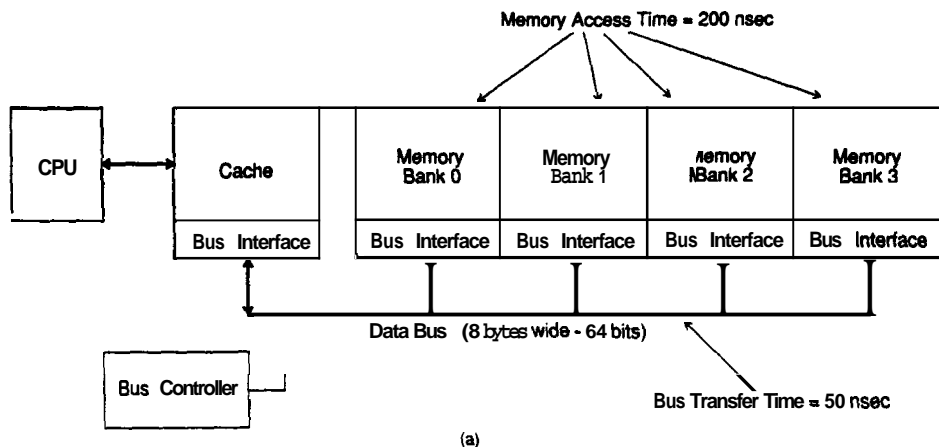 Memory Access Time = 200 nsec
CPU
Cache
Memory
Bank 0
Memory
Bank 1
Memory
Bank 2
Memory
Bank 3
Bus Interface
Bus Interface
Bus Interface
Bus Interface
Bus Interface
Data Bus (8 bytes wide - 64 bits)
Bus Controller
Bus Transfer Time = 50 nsec
(a)